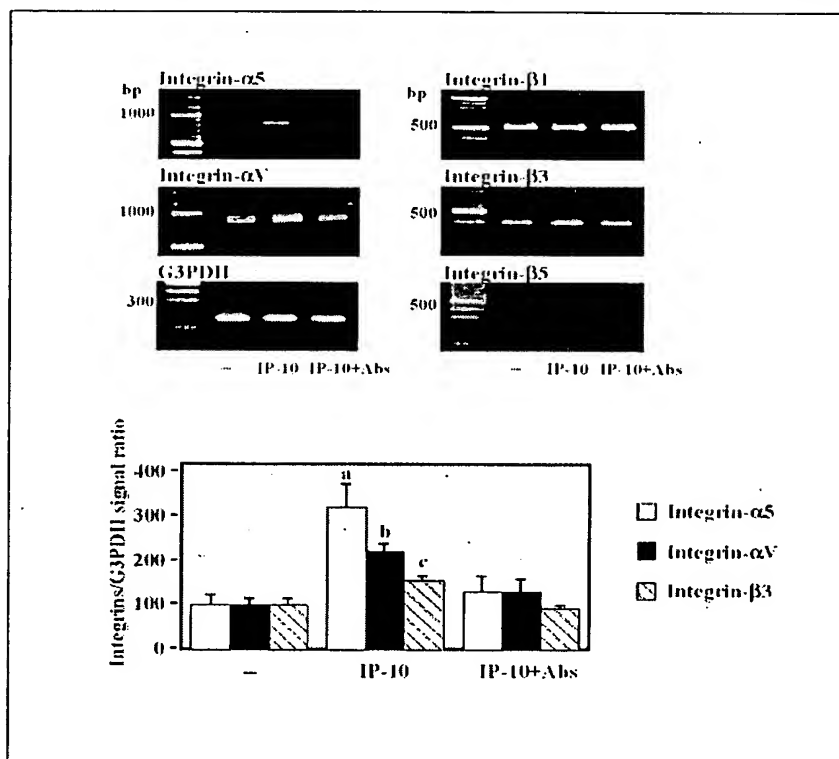 Integrin-α5
bp
1000
Integrin-αV
1000
G3PDH
300
– IP-10 IP-10+Abs
Integrin-β1
bp
500
Integrin-β3
500
Integrin-β5
500
– IP-10 IP-10+Abs
Integrins/G3PDH signal ratio
400
300
200
100
0
a
b
c
– IP-10 IP-10+Abs
Integrin-α5
Integrin-αV
Integrin-β3